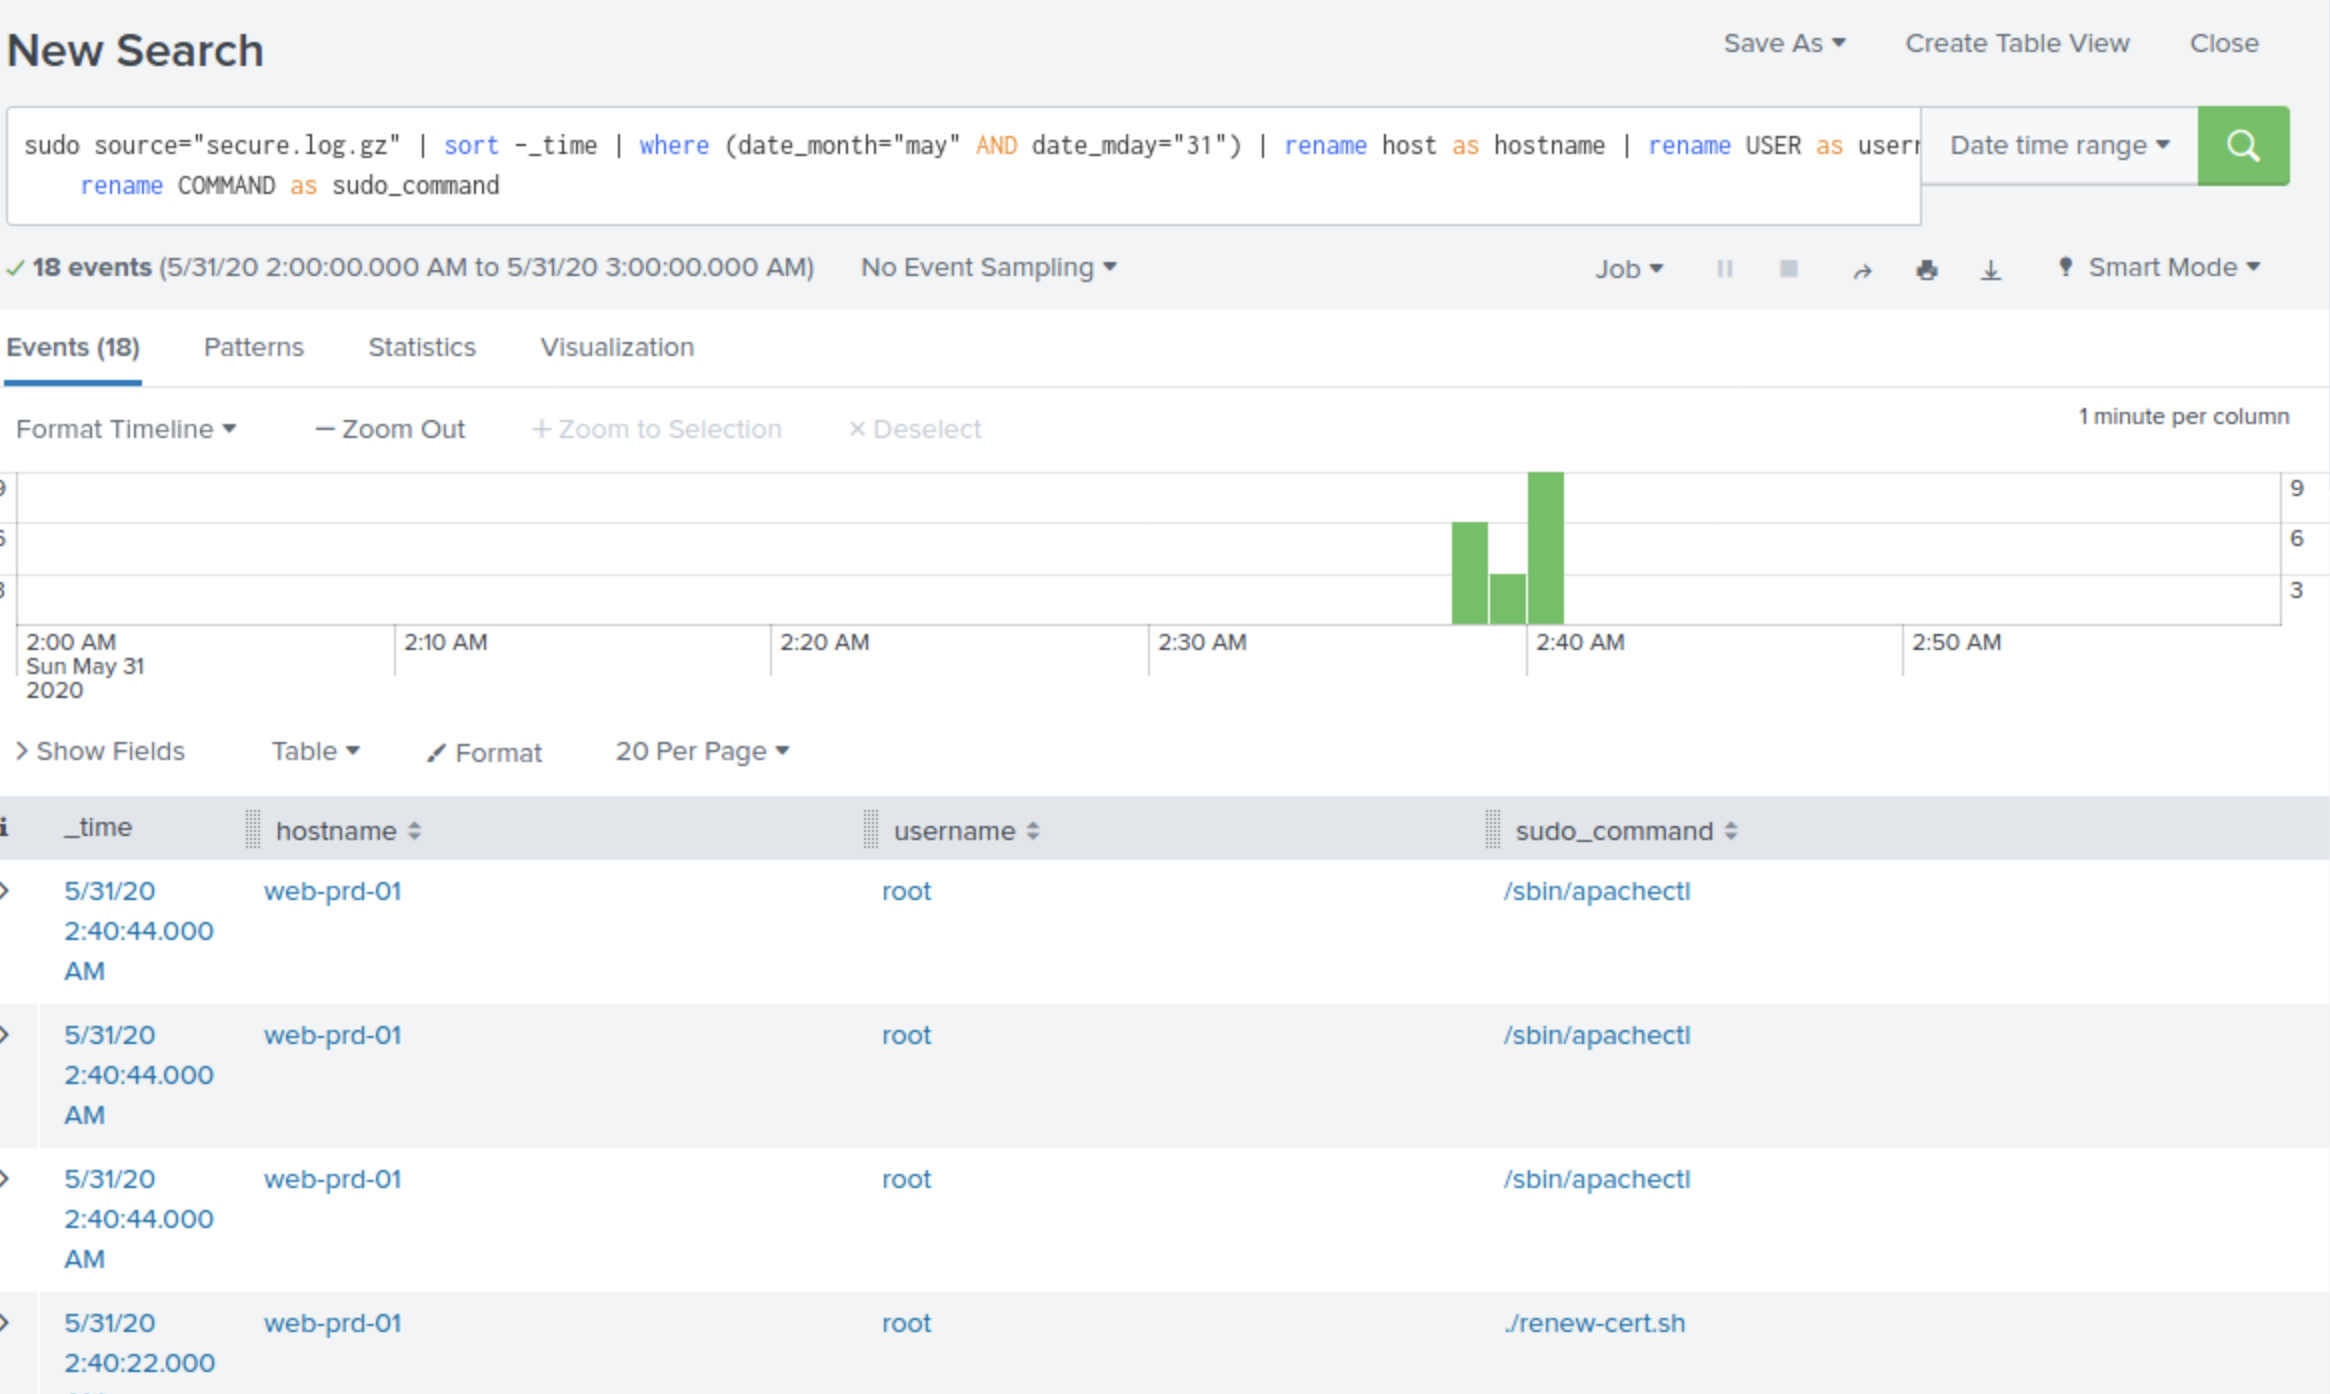 New Search
Save As
Create Table View
Close
sudo source="secure.log.gz" | sort -_time | where (date_month="may" AND date_mday="31") | rename host as hostname | rename USER as
rename COMMAND as sudo_command
Date time range
18 events (5/31/20 2:00:00.000 AM to 5/31/20 3:00:00.000 AM)
No Event Sampling
Job
Smart Mode
Events (18)
Patterns
Statistics
Visualization
Format Timeline
— Zoom Out
+ Zoom to Selection
× Deselect
1 minute per column
9
6
3
9
6
3
2:00 AM
Sun May 31
2020
2:10 AM
2:20 AM
2:30 AM
2:40 AM
2:50 AM
> Show Fields
Table
Format
20 Per Page
i
_time
hostname
username
sudo_command
5/31/20
2:40:44.000
AM
web-prd-01
root
/sbin/apachectl
5/31/20
2:40:44.000
AM
web-prd-01
root
/sbin/apachectl
5/31/20
2:40:44.000
AM
web-prd-01
root
/sbin/apachectl
5/31/20
2:40:22.000
web-prd-01
root
./renew-cert.sh